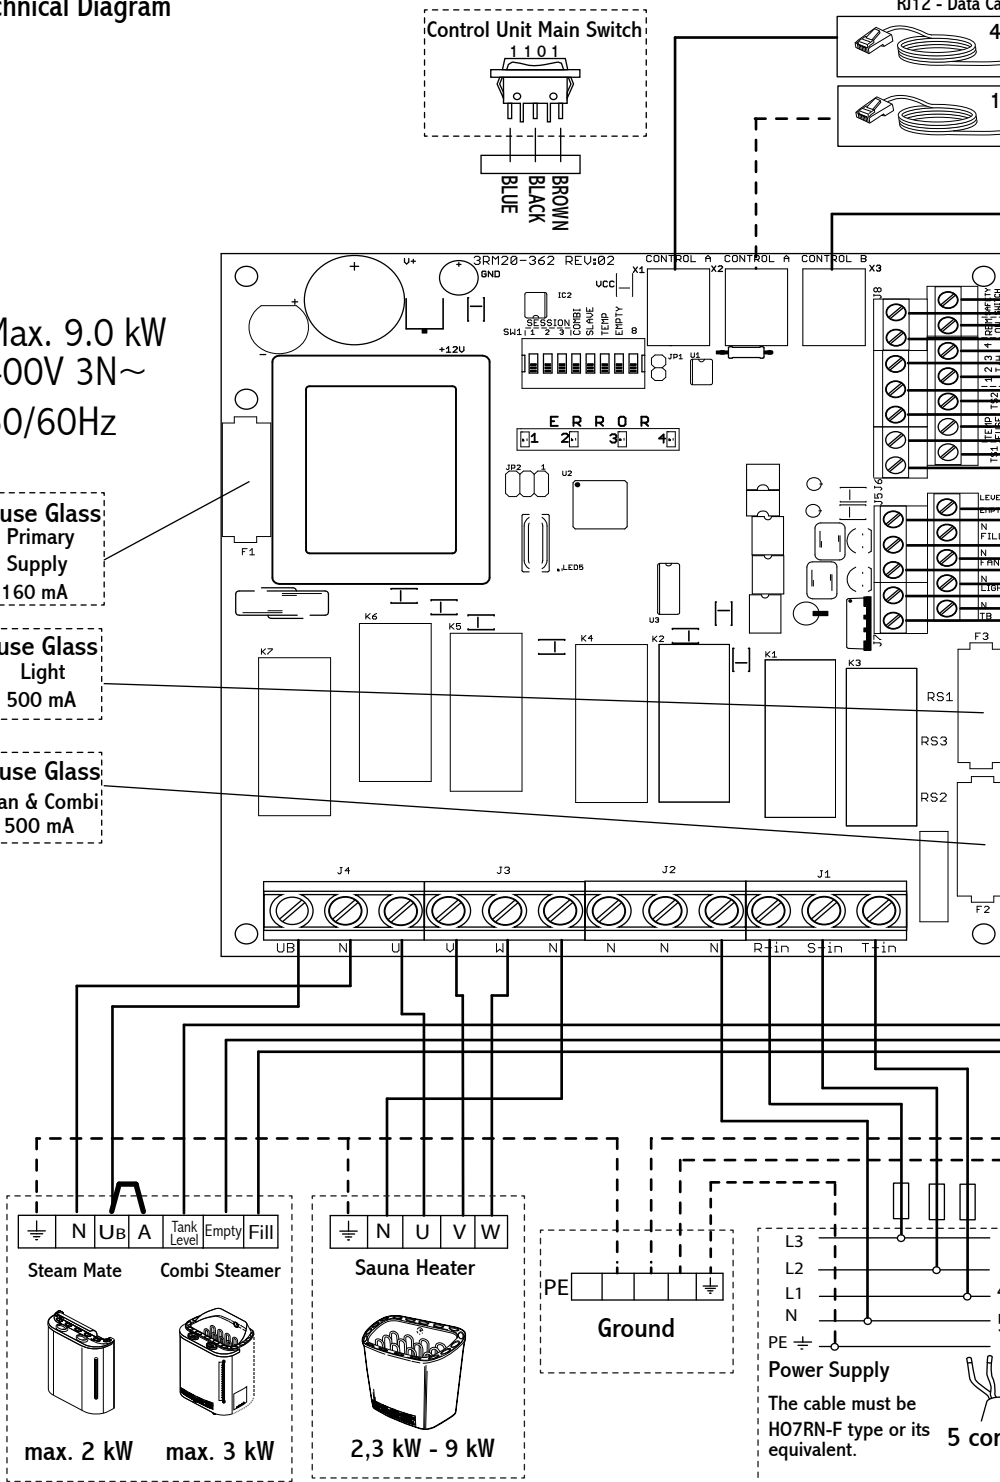 Technical Diagram
RJ12 - Data
Control Unit Main Switch
1 1 0 1
4
1
BLUE
BLACK
BROWN
3RM20-362 REV:02
CONTROL A
CONTROL A
CONTROL B
X1
X2
X3
V+
GND
VCC
IC2
J8
SW1
SESSION
1 2 3
COMBI
SLAVE
TEMP
EMPTY
8
JP1
U1
+12V
Max. 9.0 kW
400V 3N~
50/60Hz
E R R O R
1 2 3 4
JP2
1
U2
J6
J5
LED5
U3
J7
F1
TS2
TS1
TEMP
N
FILL
N
FAN
N
LIGHT
N
TB
Fuse Glass
Primary
Supply
160 mA
Fuse Glass
Light
500 mA
Fuse Glass
Fan & Combi
500 mA
K7
K6
K5
K4
K2
K1
K3
F3
RS1
RS3
RS2
F2
J4
J3
J2
J1
UB N U V W N N N N R-in S-in T-in
N
UB
A
Tank
Level
Empty
Fill
Steam Mate
Combi Steamer
max. 2 kW
max. 3 kW
N U V W
Sauna Heater
2,3 kW - 9 kW
PE
Ground
L3
L2
L1
N
PE
Power Supply
The cable must be
HO7RN-F type or its
equivalent.
5